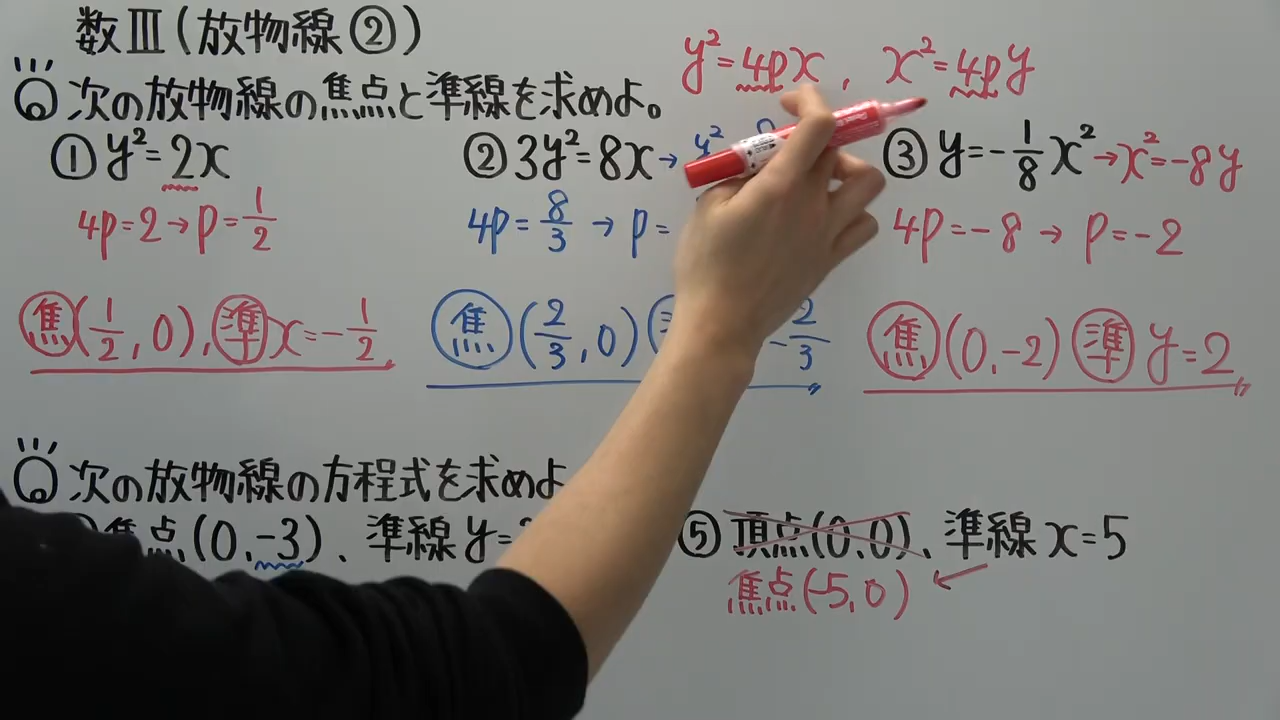 数Ⅲ(放物線②)
y²=4px, x²=4py
Q 次の放物線の焦点と準線を求めよ。
① y²=2x
4p=2→p=1/2
焦(1/2,0),準x=-1/2
② 3y²=8x→y²
4p=8/3→p=
焦(2/3,0) -2/3
③ y=-1/8x²→x²=-8y
4p=-8→p=-2
焦(0,-2) 準 y=2
Q 次の放物線の方程式を求めよ
焦点(0,-3)、準線y=
⑤ 頂点(0,0)、準線x=5
焦点(-5,0)